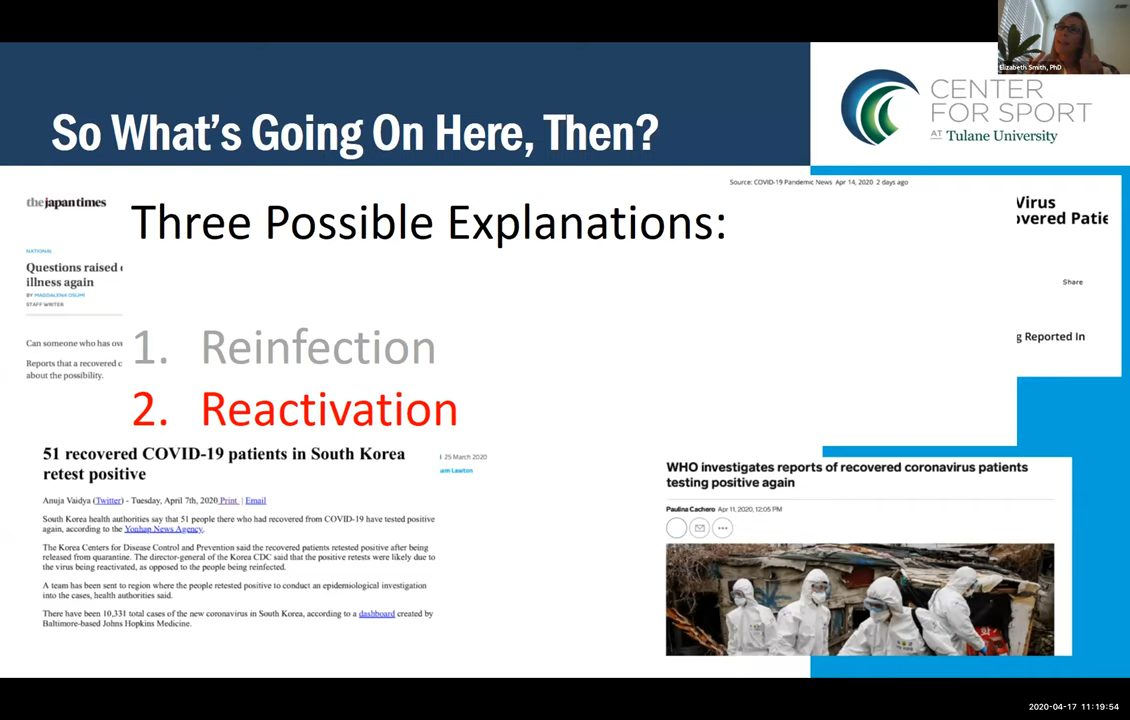 Elizabeth Smith, PhD
So What's Going On Here, Then?
CENTER
FOR SPORT
AT Tulane University
Source: COVID-19 Pandemic News Apr 14, 2020 2 days ago
the japan times
Three Possible Explanations:
Virus
overed Patie
NATIONAL
Questions raised
illness again
BY MAGDALENA OSUMI
STAFF WRITER
Share
Can someone who has ov
Reports that a recovered c
about the possibility.
g Reported In
1. Reinfection
2. Reactivation
51 recovered COVID-19 patients in South Korea
retest positive
25 March 2020
am Lawton
Anuja Vaidya (Twitter) - Tuesday, April 7th, 2020 Print | Email
South Korea health authorities say that 51 people there who had recovered from COVID-19 have tested positive
again, according to the Yonhap News Agency.
The Korea Centers for Disease Control and Prevention said the recovered patients retested positive after being
released from quarantine. The director-general of the Korea CDC said that the positive retests were likely due to
the virus being reactivated, as opposed to the people being reinfected.
A team has been sent to region where the people retested positive to conduct an epidemiological investigation
into the cases, health authorities said.
There have been 10,331 total cases of the new coronavirus in South Korea, according to a dashboard created by
Baltimore-based Johns Hopkins Medicine.
WHO investigates reports of recovered coronavirus patients
testing positive again
Paulina Cachero Apr 11, 2020, 12:05 PM
2020-04-17 11:19:54